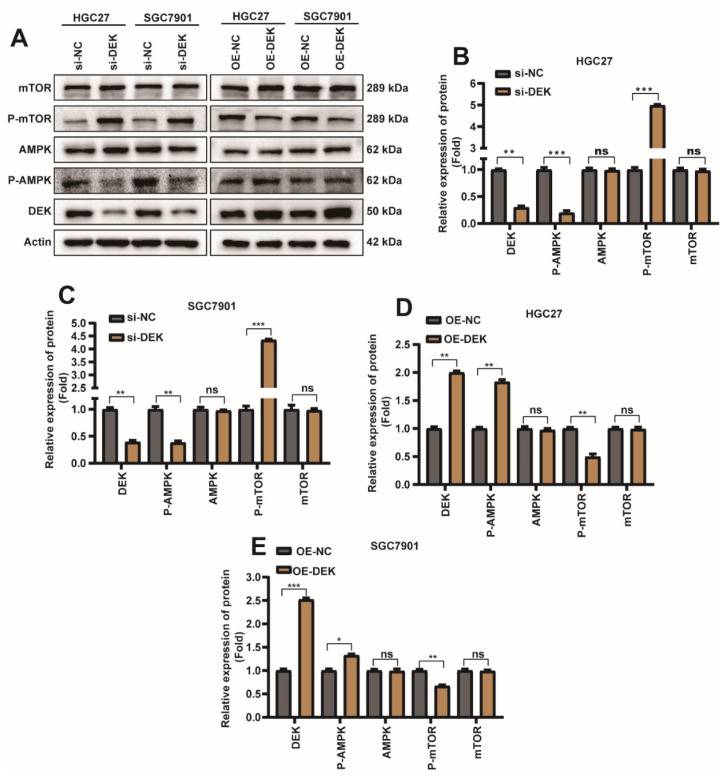 A
HGC27 SGC7901 HGC27 SGC7901
si-NC si-DEK si-NC si-DEK OE-NC OE-DEK OE-NC OE-DEK
mTOR 289 kDa
P-mTOR 289 kDa
AMPK 62 kDa
P-AMPK 62 kDa
DEK 50 kDa
Actin 42 kDa
B
HGC27
si-NC
si-DEK
Relative expression of protein
(Fold)
6
5
4
3
2
1.0
0.5
0.0
** *** ns *** ns
DEK P-AMPK AMPK P-mTOR mTOR
C
SGC7901
si-NC
si-DEK
Relative expression of protein
(Fold)
5.0
4.5
4.0
3.5
3.0
2.5
1.0
0.5
0.0
** ** ns *** ns
DEK P-AMPK AMPK P-mTOR mTOR
D
HGC27
OE-NC
OE-DEK
Relative expression of protein
(Fold)
2.5
2.0
1.5
1.0
0.5
0.0
** ** ns ** ns
DEK P-AMPK AMPK P-mTOR mTOR
E
SGC7901
OE-NC
OE-DEK
Relative expression of protein
(Fold)
3.0
2.5
2.0
1.5
1.0
0.5
0.0
*** * ns ** ns
DEK P-AMPK AMPK P-mTOR mTOR